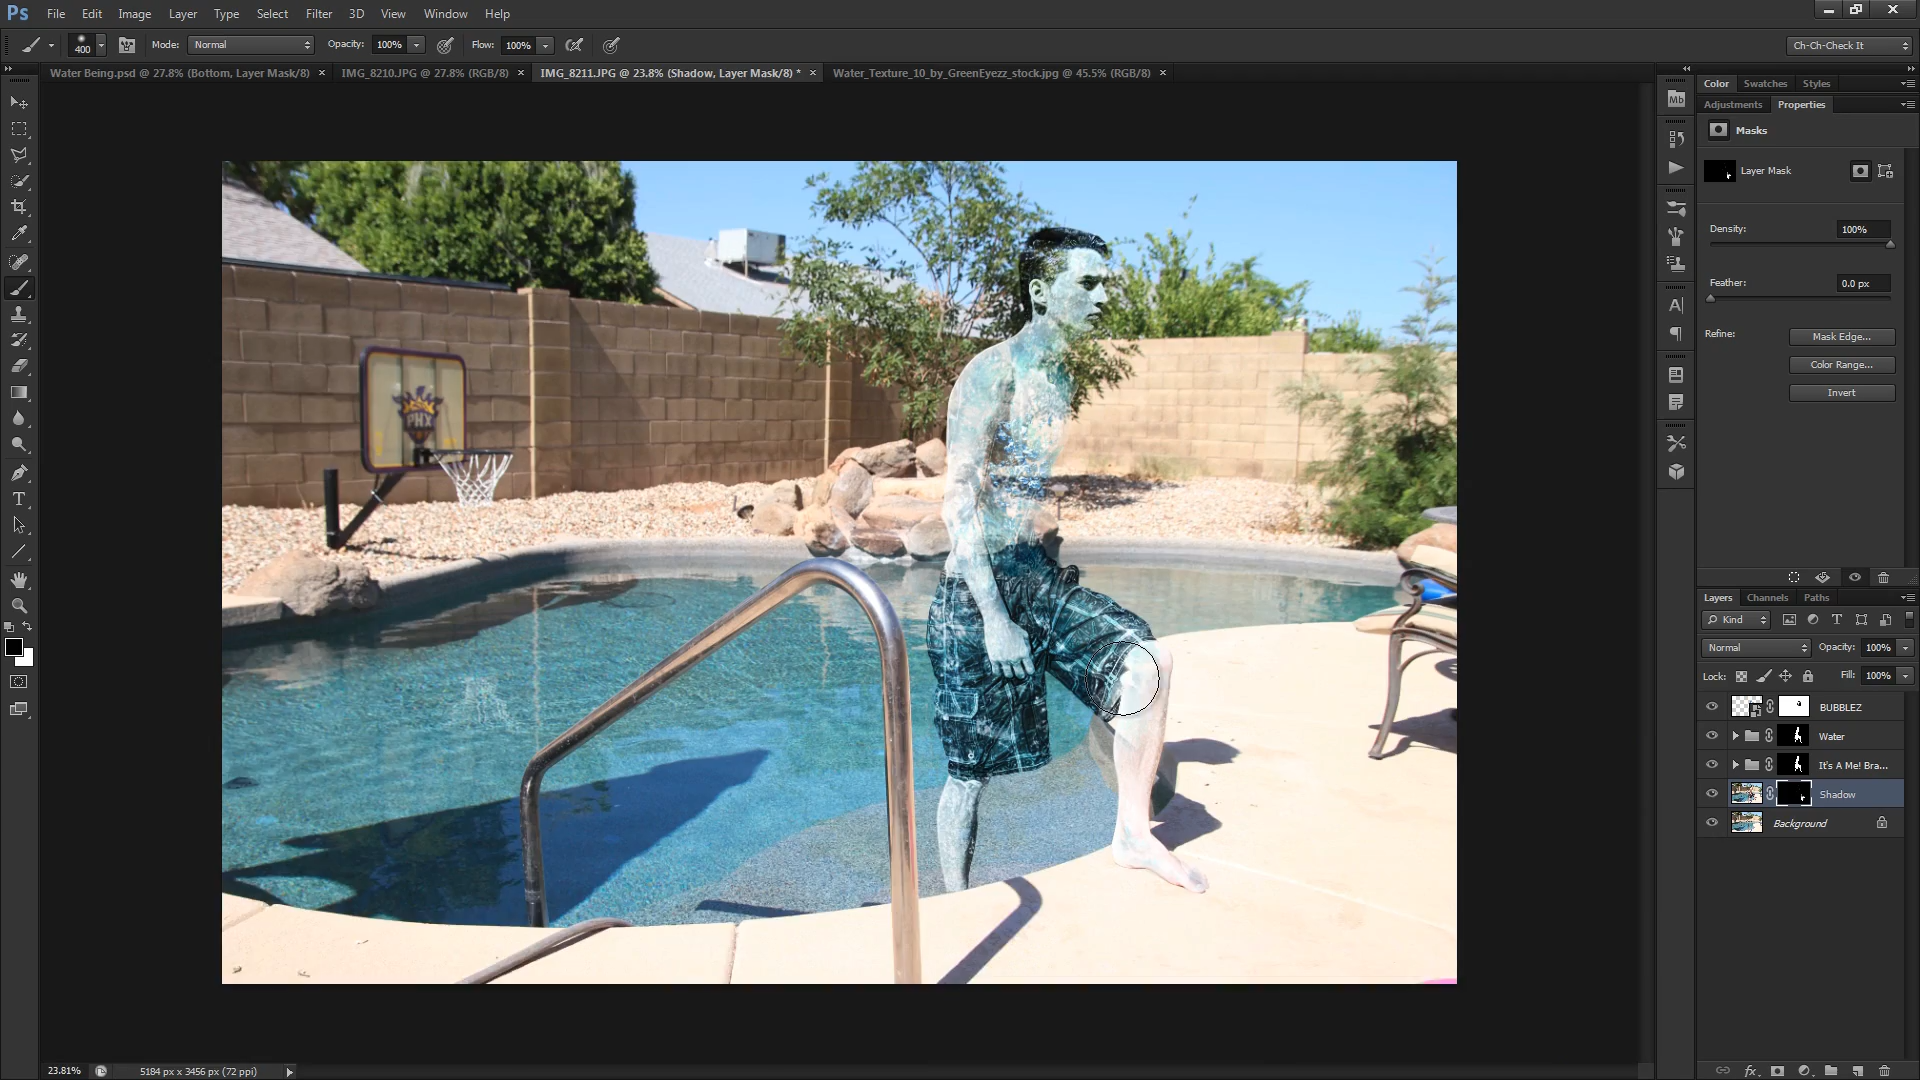 Ps File Edit Image Layer Type Select Filter 3D View Window Help
400 Mode: Normal Opacity: 100% Flow: 100% Ch-Ch-Check It
Water Being.psd @ 27.8% (Bottom, Layer Mask/8) × IMG_8210.JPG @ 27.8% (RGB/8) × IMG_8211.JPG @ 23.8% (Shadow, Layer Mask/8) * × Water_Texture_10_by_GreenEyezz_stock.jpg @ 45.5% (RGB/8) ×
Color Swatches Styles
Mb
Adjustments Properties
Masks
Layer Mask
Density: 100%
Feather: 0.0 px
Refine: Mask Edge...
Color Range...
Invert
PHX
Layers Channels Paths
Kind
Normal Opacity: 100%
Lock: Fill: 100%
BUBBLEZ
Water
It's A Me! Bra...
Shadow
Background
23.81% 5184 px x 3456 px (72 ppi)